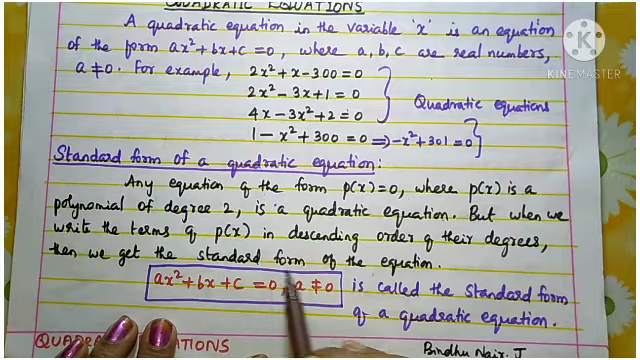 QUADRATIC EQUATIONS
A quadratic equation in the variable 'x' is an equation
of the form ax²+bx+c=0, where a, b, c are real numbers,
a≠0. For example, 2x²+x-300=0
2x²-3x+1=0
4x-3x²+2=0
Quadratic equations
1-x²+300=0 ⇒ -x²+301=0
KINEMASTER
Standard form of a quadratic equation:
Any equation of the form p(x)=0, where p(x) is a
polynomial of degree 2, is a quadratic equation. But when we
write the terms of p(x) in descending order of their degrees,
then we get the standard form of the equation.
ax²+bx+c=0, a≠0 is called the standard form
of a quadratic equation.
Bindhu Nair. J